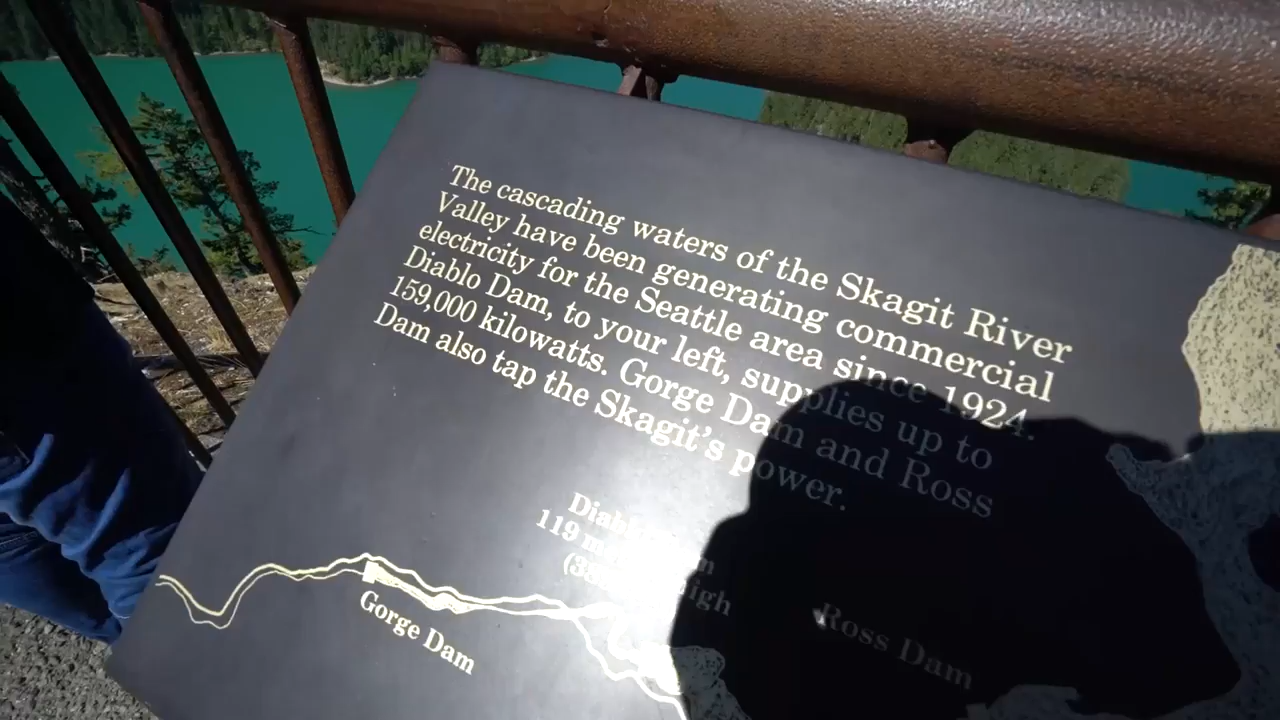 The cascading waters of the Skagit River
Valley have been generating commercial
electricity for the Seattle area since 1924.
Diablo Dam, to your left, supplies up to
159,000 kilowatts. Gorge Dam and Ross
Dam also tap the Skagit's power.
119
high
Gorge Dam
Ross Dam